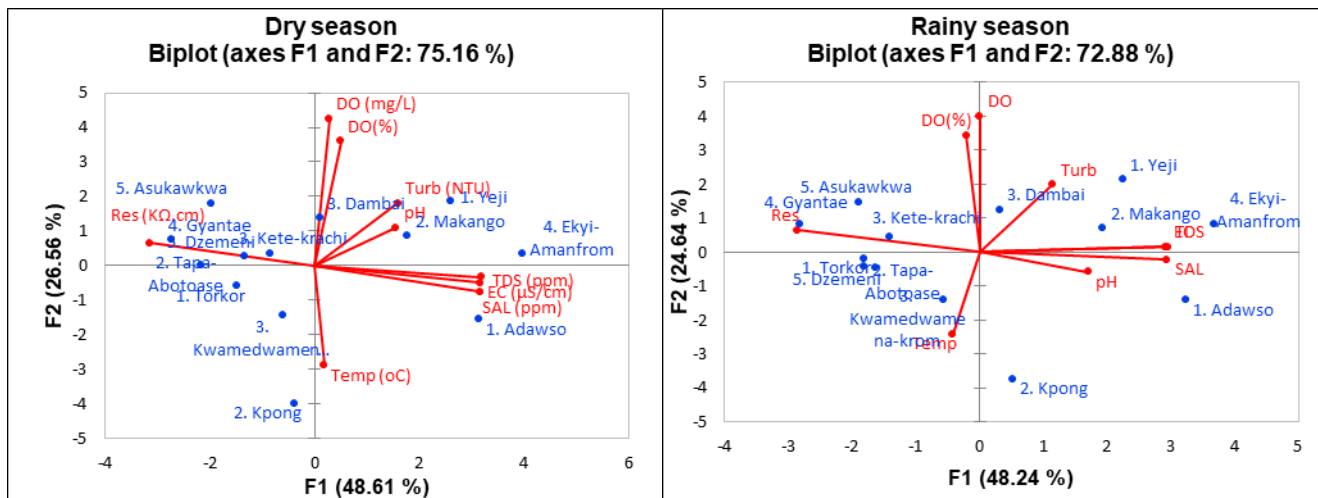 Dry season
Biplot (axes F1 and F2: 75.16 %)
5
4
3
2
1
0
-1
-2
-3
-4
-5
-4
-2
0
2
4
6
F2 (26.56 %)
F1 (48.61 %)
DO (mg/L)
DO(%)
5. Asukawkwa
Turb (NTU)
1. Yeji
3. Dambai
Res (KΩ.cm)
pH
2. Makango
4. Gyantae
4. Ekyi-
Amanfrom
Dzemeni
3. Kete-krachi
2. Tapa-
Abotoase
TDS (ppm)
1. Torkor
EC (µS/cm)
SAL (ppm)
3.
Kwamedwamen..
1. Adawso
Temp (oC)
2. Kpong
Rainy season
Biplot (axes F1 and F2: 72.88 %)
5
4
3
2
1
0
-1
-2
-3
-4
-5
-4
-3
-2
-1
0
1
2
3
4
5
F2 (24.64 %)
F1 (48.24 %)
DO
DO(%)
Turb
1. Yeji
5. Asukawkwa
4. Gyantae
3. Dambai
4. Ekyi-
Amanfrom
Res
3. Kete-krachi
2. Makango
TDS
1. Torkor
2. Tapa-
Abotoase
SAL
5. Dzemeni
pH
3.
Kwamedwame
na-krom
1. Adawso
Temp
2. Kpong